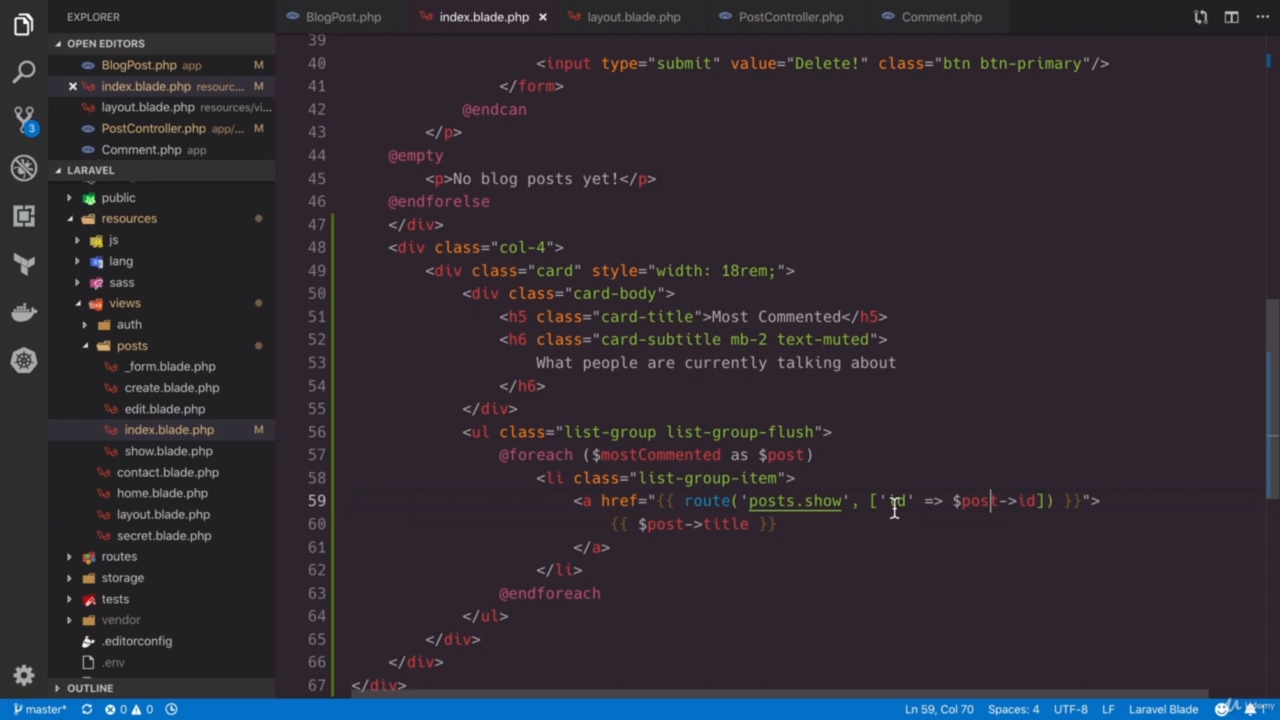 EXPLORER
BlogPost.php
index.blade.php
layout.blade.php
PostController.php
Comment.php
OPEN EDITORS
BlogPost.php app M
index.blade.php resourc... M
layout.blade.php resources/vi...
PostController.php app/... M
Comment.php app
LARAVEL
public
resources
js
lang
sass
views
auth
posts
_form.blade.php
create.blade.php
edit.blade.php
index.blade.php M
show.blade.php
contact.blade.php
home.blade.php
layout.blade.php
secret.blade.php
routes
storage
tests
vendor
.editorconfig
.env
OUTLINE
3
39
40 <input type="submit" value="Delete!" class="btn btn-primary"/>
41 </form>
42 @endcan
43 </p>
44 @empty
45 <p>No blog posts yet!</p>
46 @endforelse
47 </div>
48 <div class="col-4">
49 <div class="card" style="width: 18rem;">
50 <div class="card-body">
51 <h5 class="card-title">Most Commented</h5>
52 <h6 class="card-subtitle mb-2 text-muted">
53 What people are currently talking about
54 </h6>
55 </div>
56 <ul class="list-group list-group-flush">
57 @foreach ($mostCommented as $post)
58 <li class="list-group-item">
59 <a href="{{ route('posts.show', ['id' => $post->id]) }}">
60 {{ $post->title }}
61 </a>
62 </li>
63 @endforeach
64 </ul>
65 </div>
66 </div>
67 </div>
master* 0 0 Ln 59, Col 70 Spaces: 4 UTF-8 LF Laravel Blade 1
Udemy